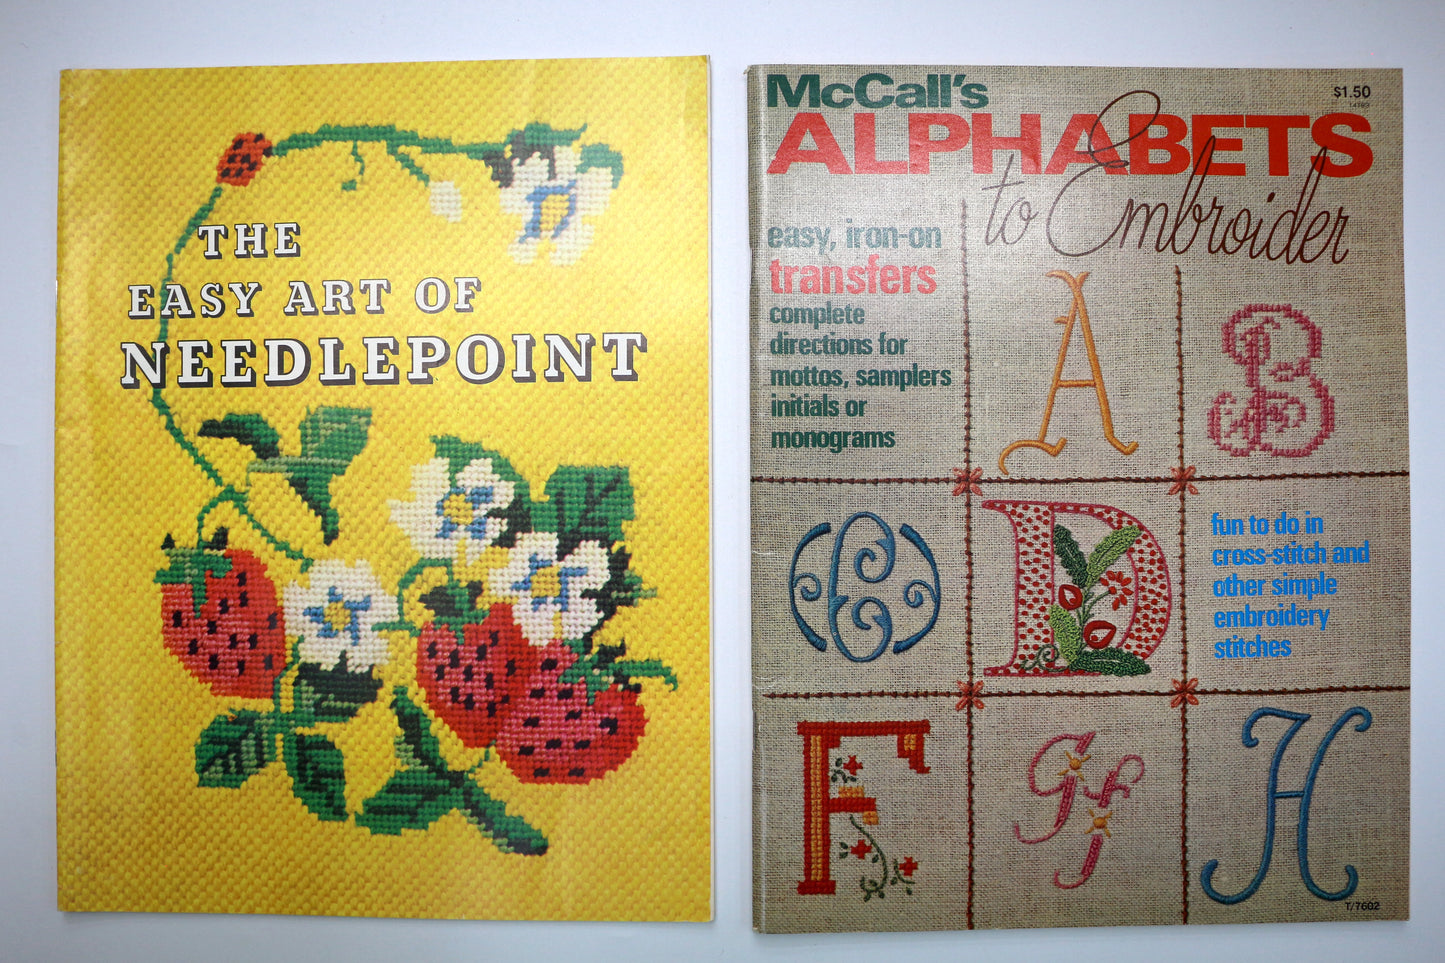 THE
EASY ART OF
NEEDLEPOINT
McCall's
$1.50
14163
ALPHABETS
to Embroider
easy, iron-on
transfers
complete
directions for
mottos, samplers
initials or
monograms
A
B
C
D
fun to do in
cross-stitch and
other simple
embroidery
stitches
F
G
H
T/7602